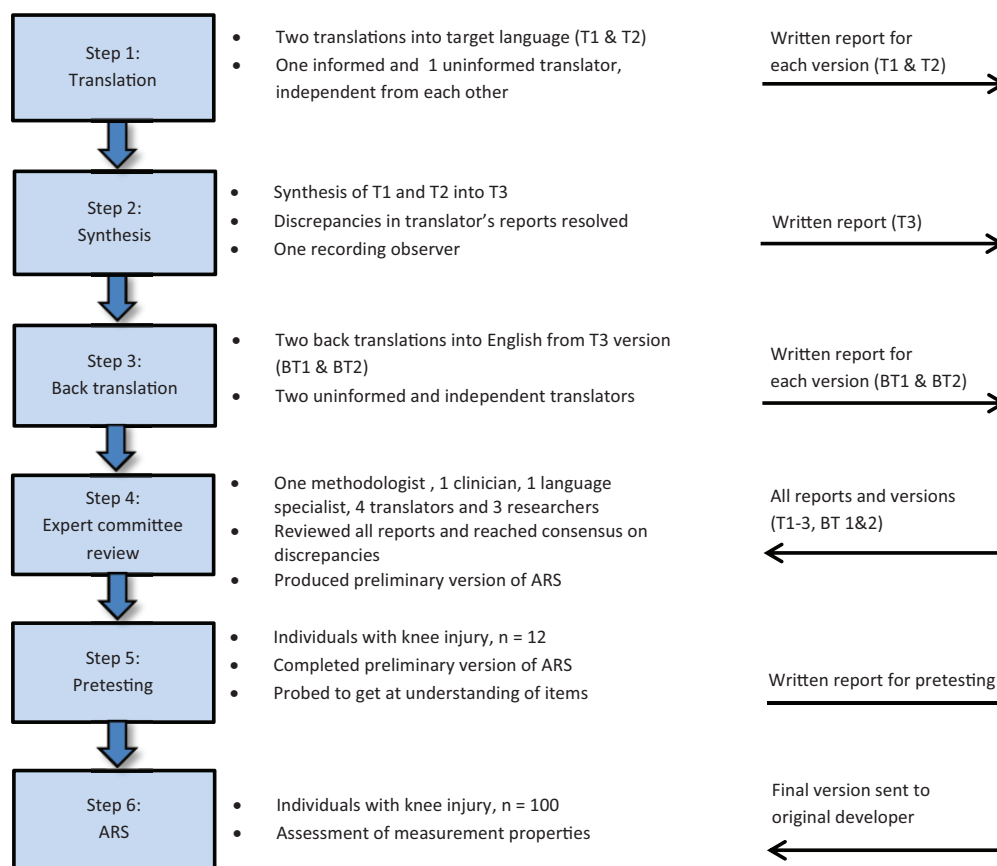 Step 1:
Translation
• Two translations into target language (T1 & T2)
• One informed and 1 uninformed translator,
independent from each other
Written report for
each version (T1 & T2)
Step 2:
Synthesis
• Synthesis of T1 and T2 into T3
• Discrepancies in translator's reports resolved
• One recording observer
Written report (T3)
Step 3:
Back translation
• Two back translations into English from T3 version
(BT1 & BT2)
• Two uninformed and independent translators
Written report for
each version (BT1 & BT2)
Step 4:
Expert committee
review
• One methodologist , 1 clinician, 1 language
specialist, 4 translators and 3 researchers
• Reviewed all reports and reached consensus on
discrepancies
• Produced preliminary version of ARS
All reports and versions
(T1-3, BT 1&2)
Step 5:
Pretesting
• Individuals with knee injury, n = 12
• Completed preliminary version of ARS
• Probed to get at understanding of items
Written report for pretesting
Step 6:
ARS
• Individuals with knee injury, n = 100
• Assessment of measurement properties
Final version sent to
original developer